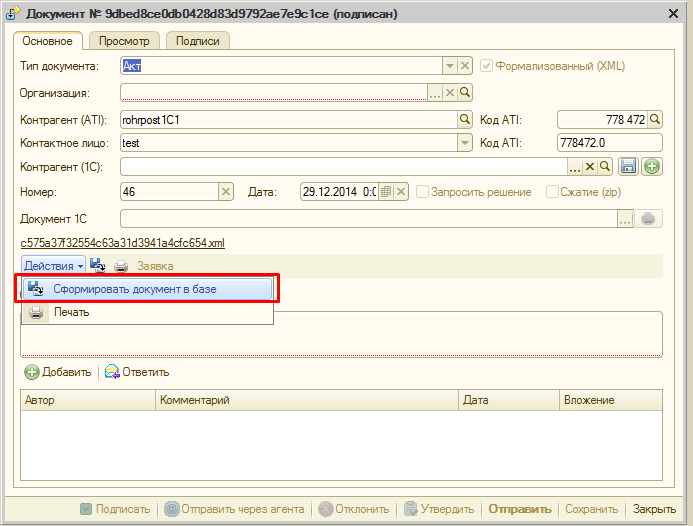 Документ № 9dbed8ce0db0428d83d9792ae7e9c1ce (подписан)
Основное Просмотр Подписи
Тип документа: Акт Формализованный (XML)
Организация:
Контрагент (ATI): rohrpost1C1 Код ATI: 778 472
Контактное лицо: test Код ATI: 778472.0
Контрагент (1С):
Номер: 46 Дата: 29.12.2014 0:0 Запросить решение Сжатие (zip)
Документ 1С
c575a37f32554c63a31d3941a4cfc654.xml
Действия Заявка
Сформировать документ в базе
Печать
Добавить Ответить
Автор Комментарий Дата Вложение
Подписать Отправить через агента Отклонить Утвердить Отправить Сохранить Закрыть